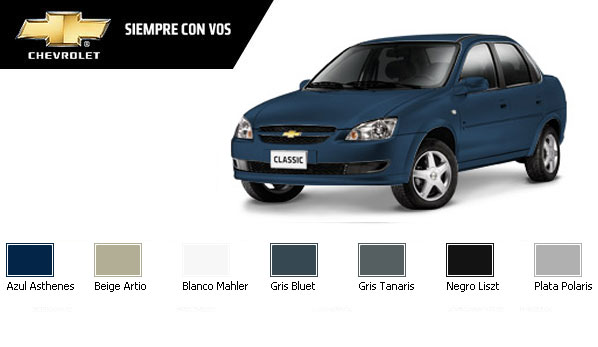 SIEMPRE CON VOS
CHEVROLET
CLASSIC
Azul Asthenes
Beige Artio
Blanco Mahler
Gris Bluet
Gris Tanaris
Negro Liszt
Plata Polaris